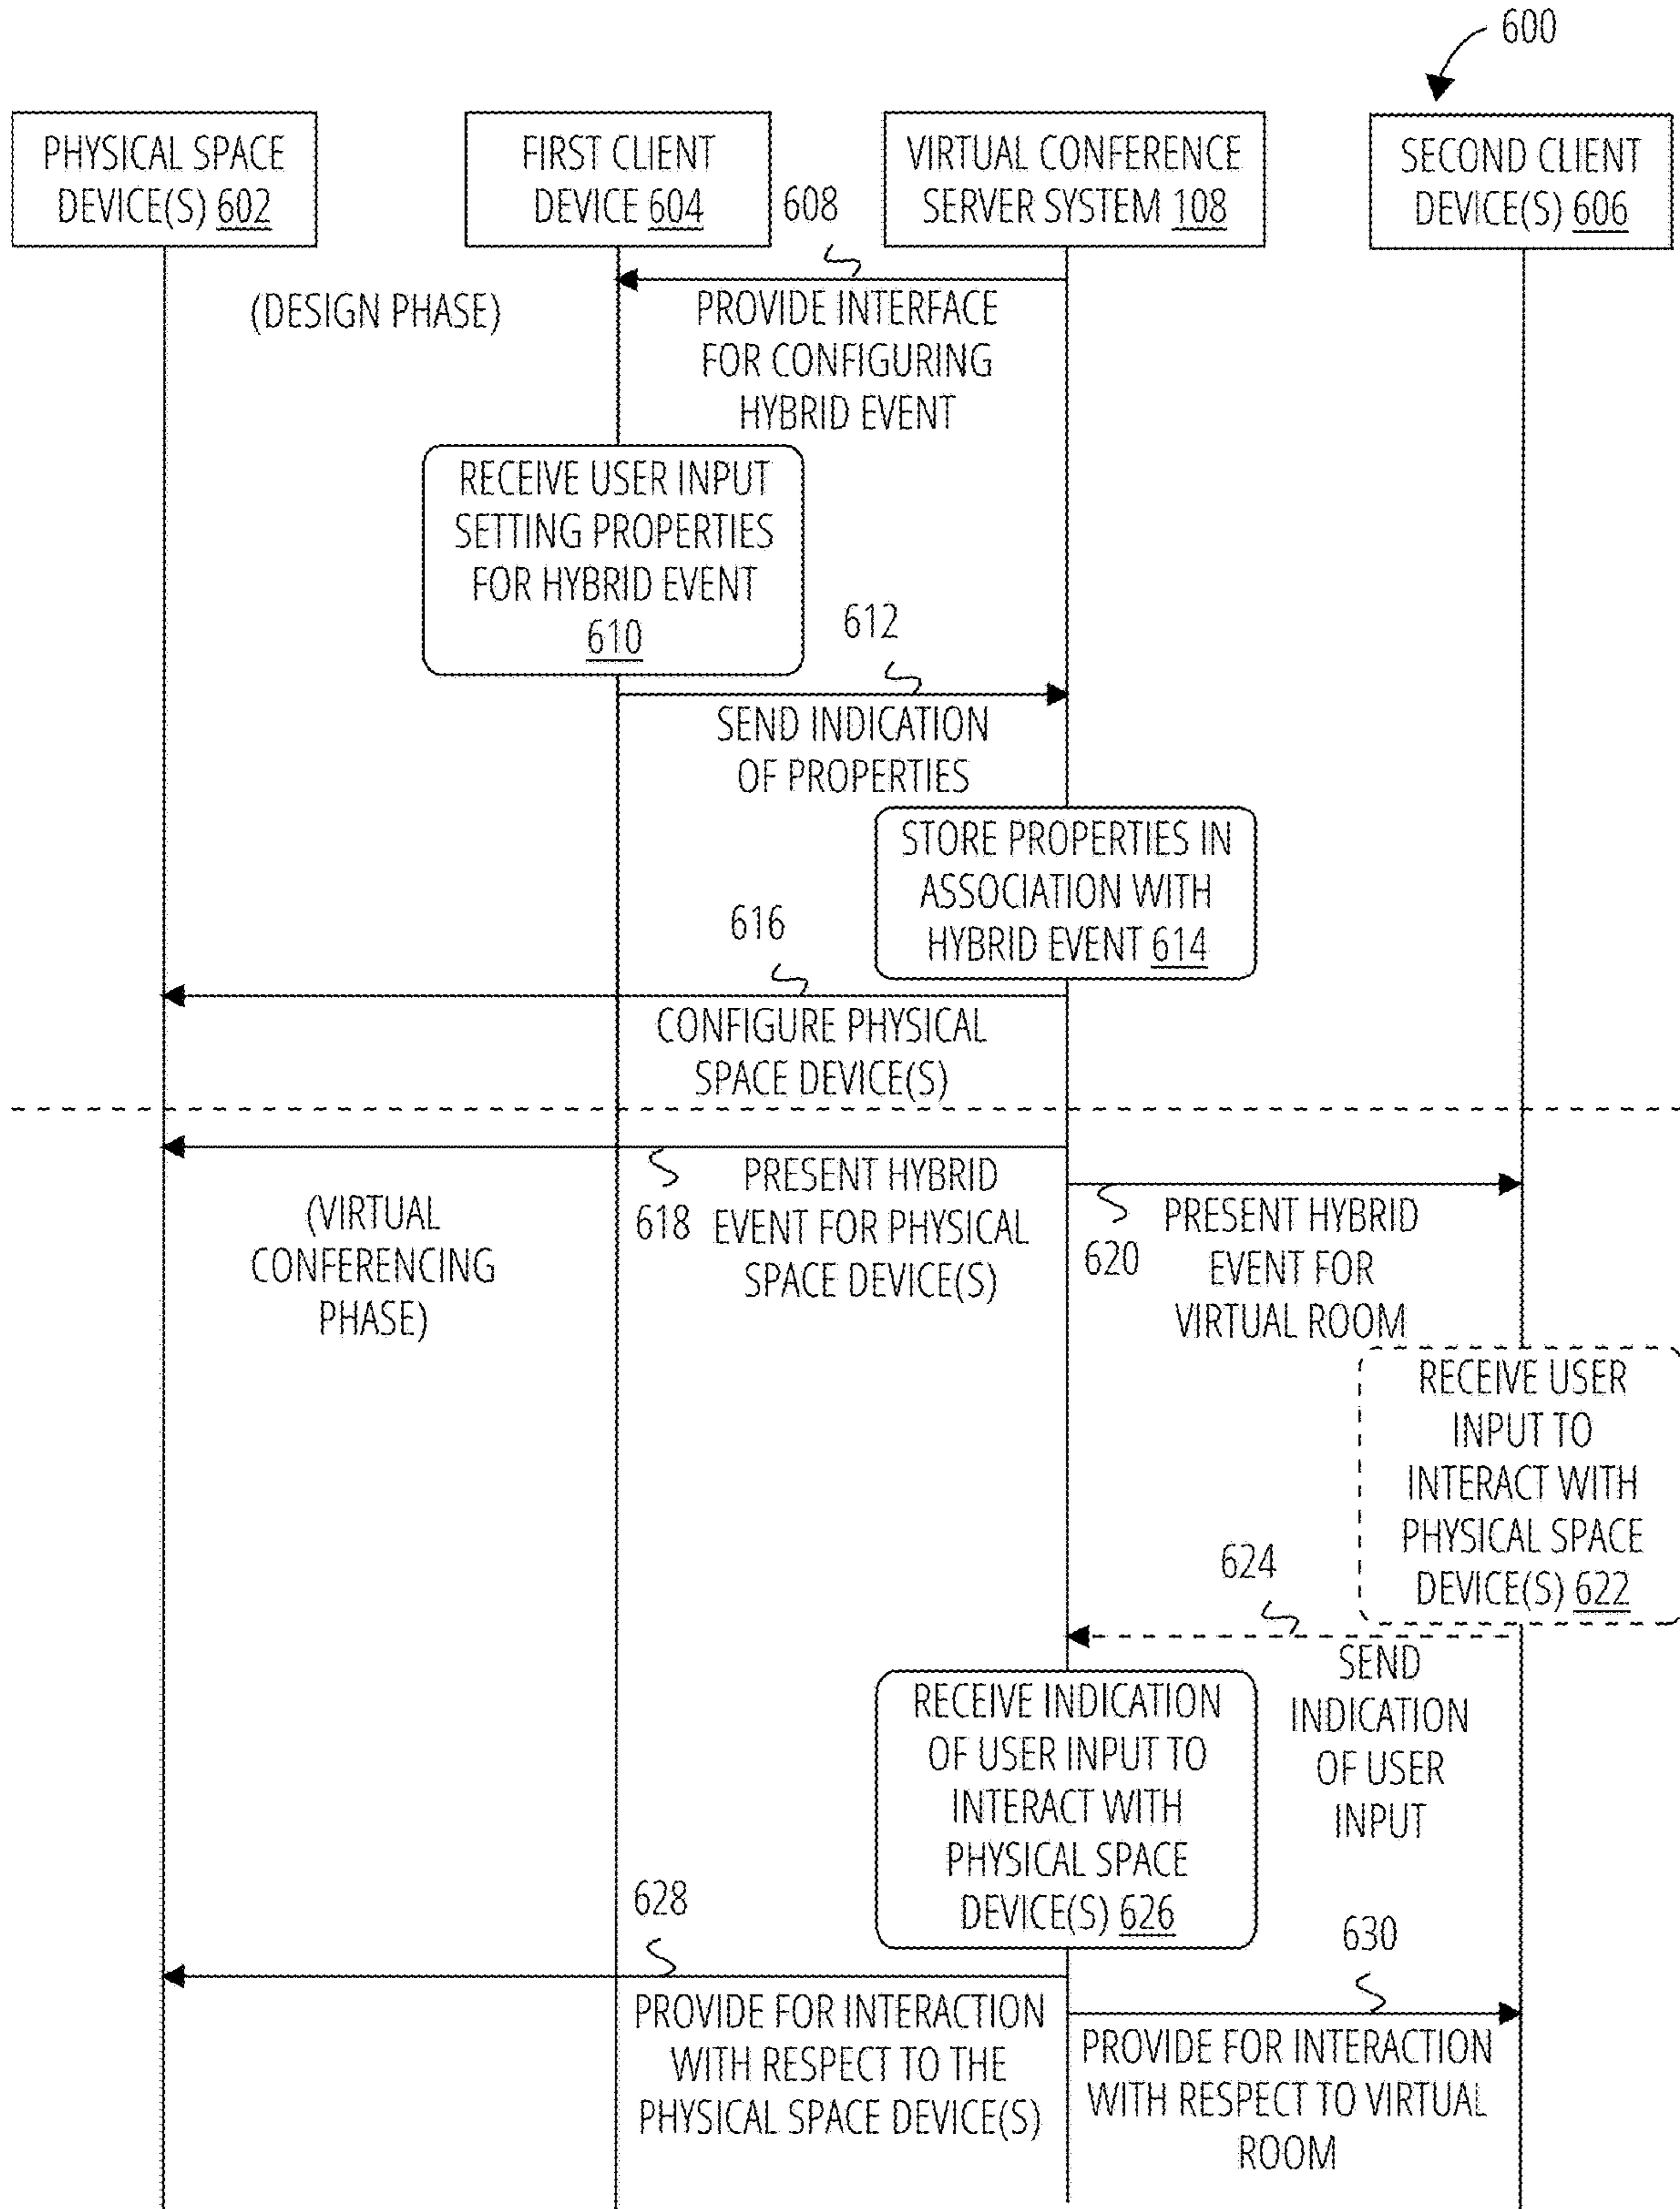 600
PHYSICAL SPACE
DEVICE(S) 602
FIRST CLIENT
DEVICE 604
VIRTUAL CONFERENCE
SERVER SYSTEM 108
SECOND CLIENT
DEVICE(S) 606
608
(DESIGN PHASE)
PROVIDE INTERFACE
FOR CONFIGURING
HYBRID EVENT
RECEIVE USER INPUT
SETTING PROPERTIES
FOR HYBRID EVENT
610
612
SEND INDICATION
OF PROPERTIES
STORE PROPERTIES IN
ASSOCIATION WITH
HYBRID EVENT 614
616
CONFIGURE PHYSICAL
SPACE DEVICE(S)
(VIRTUAL
CONFERENCING
PHASE)
618
PRESENT HYBRID
EVENT FOR PHYSICAL
SPACE DEVICE(S)
620
PRESENT HYBRID
EVENT FOR
VIRTUAL ROOM
RECEIVE USER
INPUT TO
INTERACT WITH
PHYSICAL SPACE
DEVICE(S) 622
624
SEND
INDICATION
OF USER
INPUT
RECEIVE INDICATION
OF USER INPUT TO
INTERACT WITH
PHYSICAL SPACE
DEVICE(S) 626
628
PROVIDE FOR INTERACTION
WITH RESPECT TO THE
PHYSICAL SPACE DEVICE(S)
630
PROVIDE FOR INTERACTION
WITH RESPECT TO VIRTUAL
ROOM